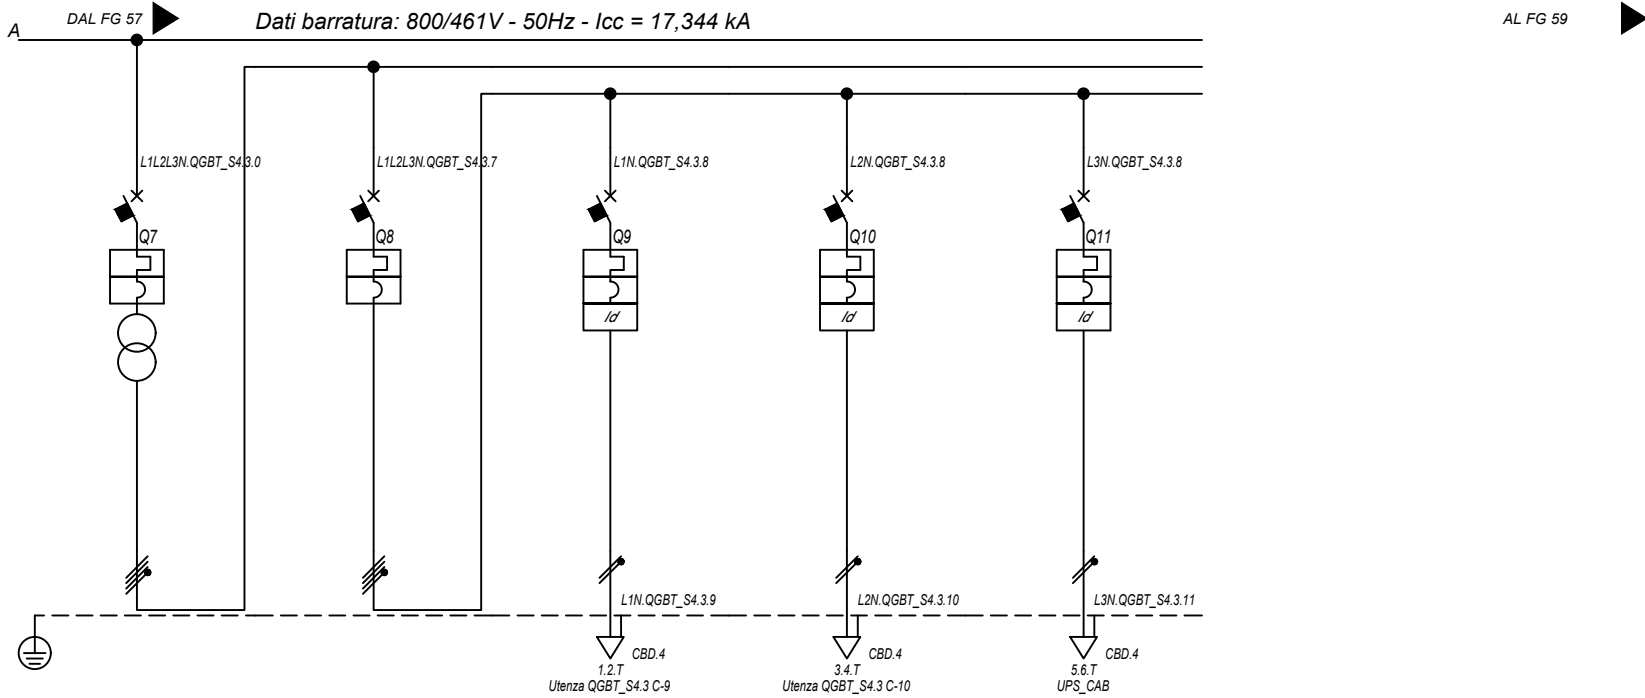 A
DAL FG 57
Dati barratura: 800/461V - 50Hz - Icc = 17,344 kA
AL FG 59
L1L2L3N.QGBT_S4.3.0
L1L2L3N.QGBT_S4.3.7
L1N.QGBT_S4.3.8
L2N.QGBT_S4.3.8
L3N.QGBT_S4.3.8
Q7
Q8
Q9
Q10
Q11
Id
Id
Id
L1N.QGBT_S4.3.9
L2N.QGBT_S4.3.10
L3N.QGBT_S4.3.11
CBD.4
CBD.4
CBD.4
1.2.T
3.4.T
5.6.T
Utenza QGBT_S4.3 C-9
Utenza QGBT_S4.3 C-10
UPS_CAB